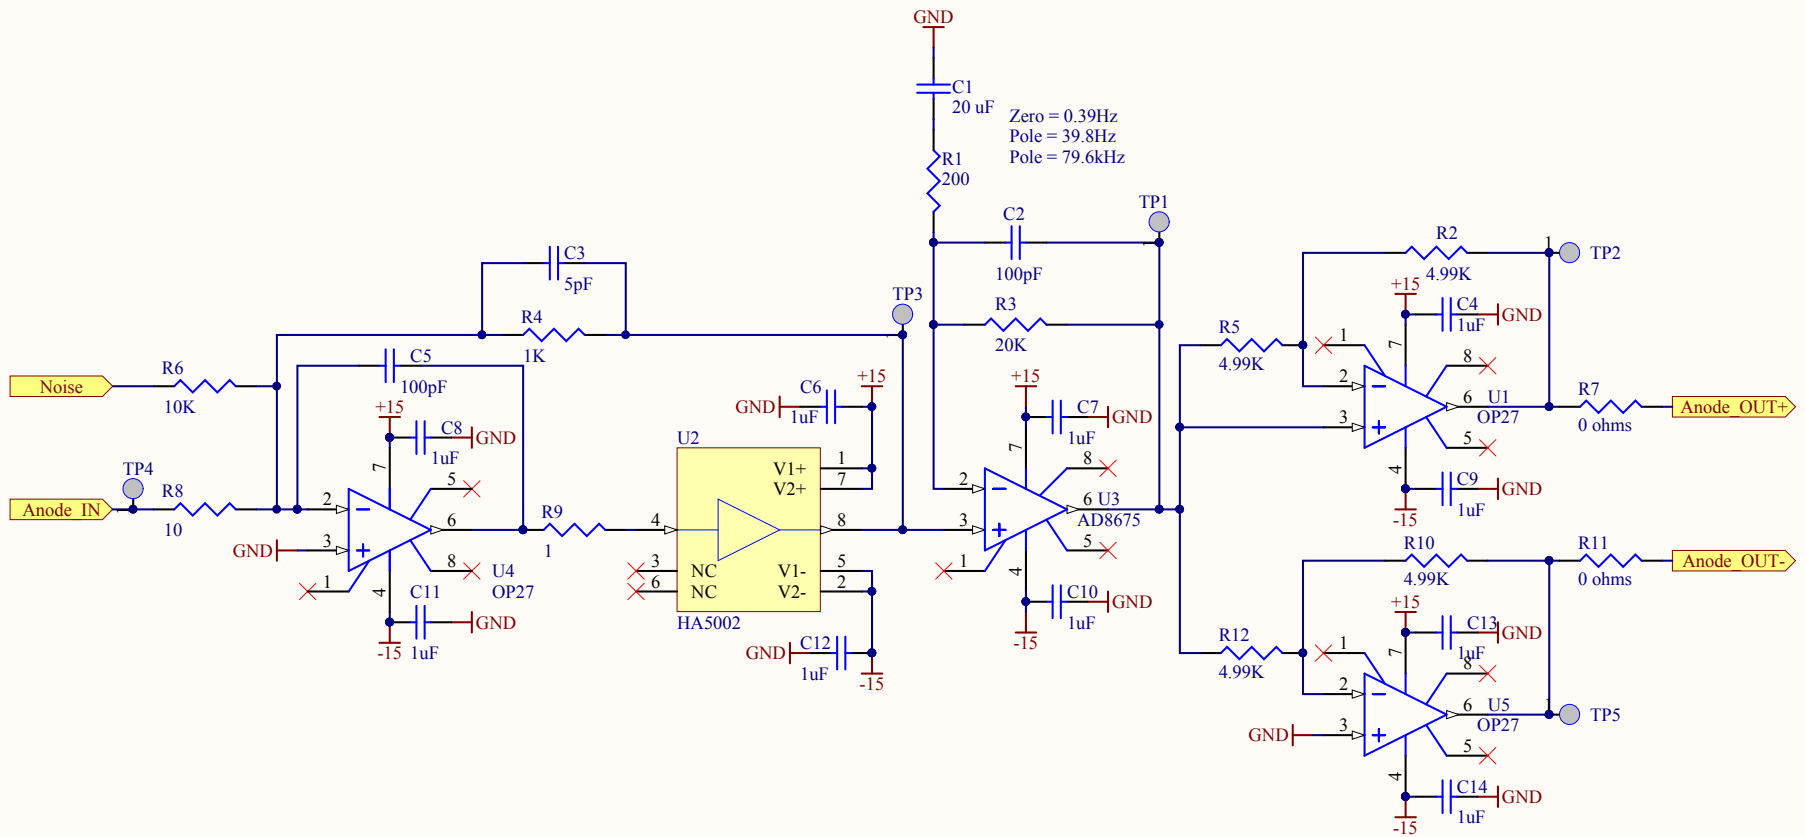 GND
C1
20 uF
Zero = 0.39Hz
Pole = 39.8Hz
Pole = 79.6kHz
R1
200
TP1
C2
100pF
R3
20K
TP3
C3
5pF
R4
1K
C5
100pF
R6
10K
Noise
+15
C8
GND
1uF
7
TP4
R8
10
Anode_IN
2
3
GND
1
4
5
6
8
U4
OP27
C11
GND
1uF
-15
R9
1
+15
C6
GND
1uF
U2
V1+
1
V2+
7
4
8
3
NC
V1-
5
6
NC
V2-
2
HA5002
C12
GND
1uF
-15
+15
C7
GND
1uF
7
8
2
3
6
U3
AD8675
5
1
4
C10
GND
1uF
-15
R2
4.99K
1
TP2
+15
C4
GND
1uF
R5
4.99K
1
7
8
2
3
6
U1
OP27
5
4
C9
GND
1uF
-15
R7
0 ohms
Anode_OUT+
R10
4.99K
R11
0 ohms
Anode_OUT-
+15
C13
GND
1uF
R12
4.99K
1
7
8
2
3
GND
6
U5
OP27
5
1
TP5
4
C14
GND
1uF
-15